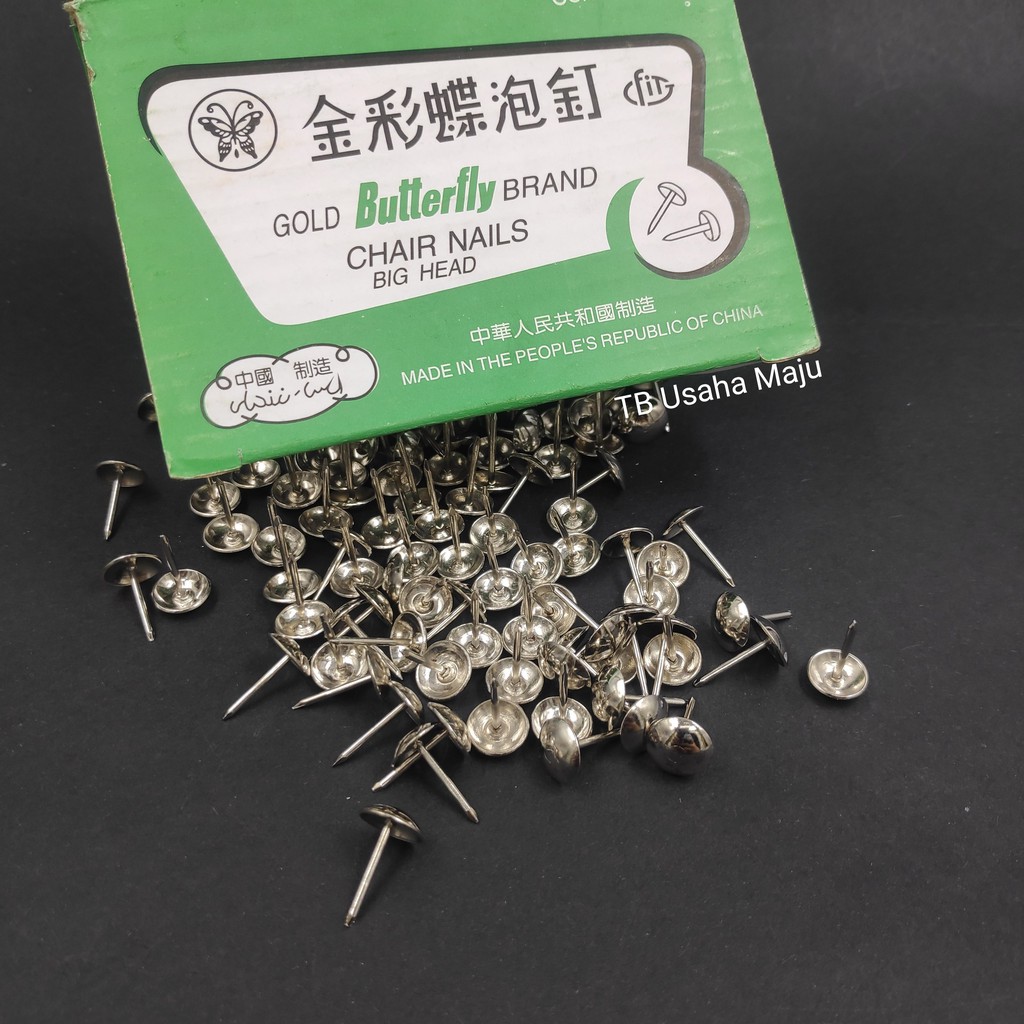 金彩蝶泡釘
GOLD Butterfly BRAND
CHAIR NAILS
BIG HEAD
中華人民共和國制造
MADE IN THE PEOPLE'S REPUBLIC OF CHINA
中國 制造
TB Usaha Maju